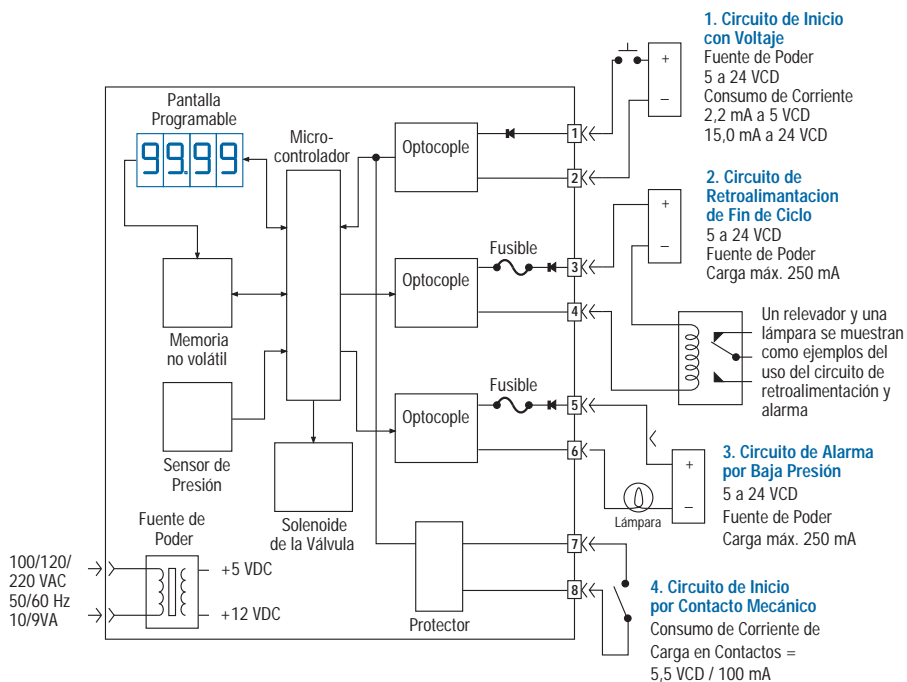 1. Circuito de Inicio
con Voltaje
Fuente de Poder
5 a 24 VCD
Consumo de Corriente
2,2 mA a 5 VCD
15,0 mA a 24 VCD
+
–
Pantalla
Programable
99.99
Micro-
controlador
Optocople
1
2
2. Circuito de
Retroalimantacion
de Fin de Ciclo
5 a 24 VCD
Fuente de Poder
Carga máx. 250 mA
+
–
Fusible
Optocople
3
4
Memoria
no volátil
Un relevador y una
lámpara se muestran
como ejemplos del
uso del circuito de
retroalimentación y
alarma
Fusible
Optocople
5
6
Sensor de
Presión
Solenoide
de la Válvula
Lámpara
+
–
3. Circuito de Alarma
por Baja Presión
5 a 24 VCD
Fuente de Poder
Carga máx. 250 mA
Fuente de
Poder
100/120/
220 VAC
50/60 Hz
10/9VA
+5 VDC
+12 VDC
Protector
7
8
4. Circuito de Inicio
por Contacto Mecánico
Consumo de Corriente de
Carga en Contactos =
5,5 VCD / 100 mA